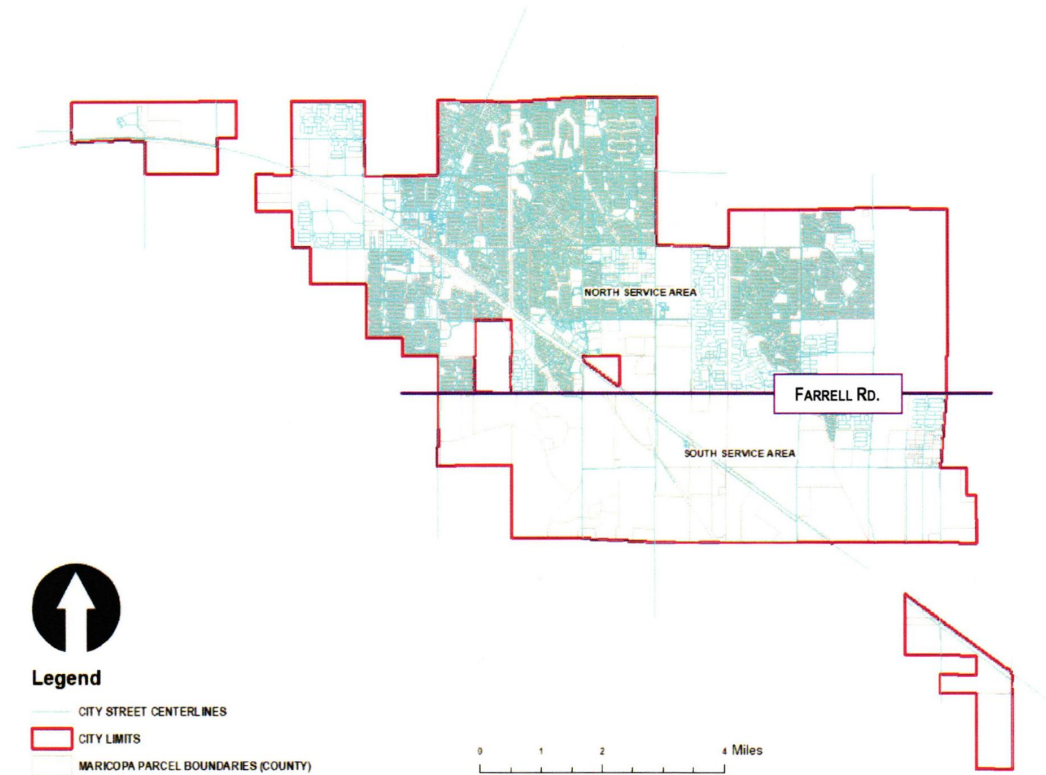 NORTH SERVICE AREA
FARRELL RD.
SOUTH SERVICE AREA
Legend
CITY STREET CENTERLINES
CITY LIMITS
MARICOPA PARCEL BOUNDARIES (COUNTY)
0 1 2 4 Miles